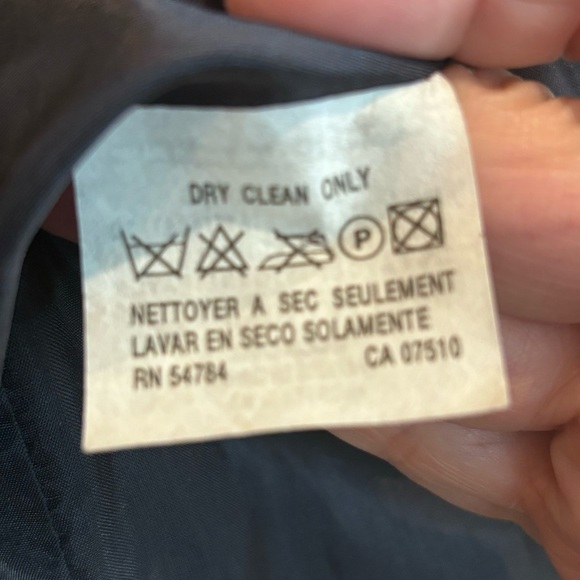 DRY CLEAN ONLY
P
NETTOYER A SEC SEULEMENT
LAVAR EN SECO SOLAMENTE
RN 54784 CA 07510